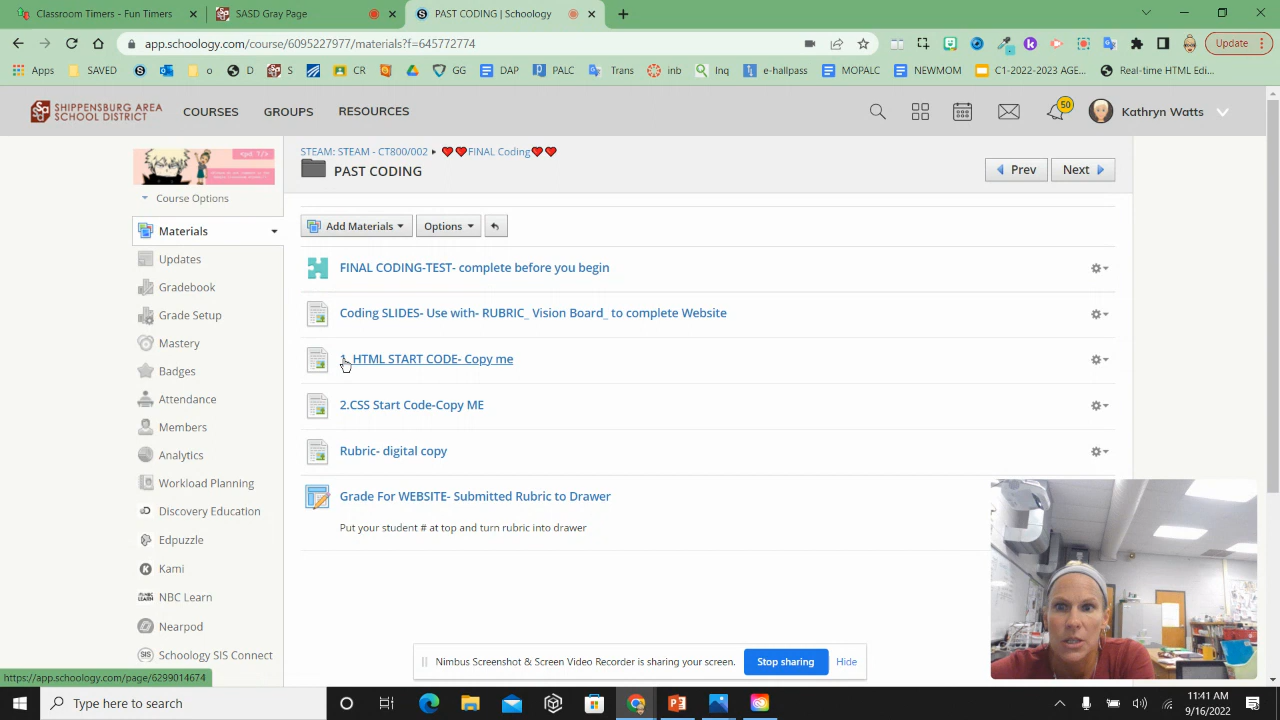 Classroom Timers - Fun Timers
SASD Gray Page
PAST CODING | Schoology
app.schoology.com/course/6095227977/materials?f=645772774
Update
Apps
SAVED
O
D
S
CR
GG
DAP
PALC
Trans
inb
Inq
e-hallpass
MOPALC
NEWMOM
C1-2022-2023 AGE...
Real-time HTML Edi...
SHIPPENSBURG AREA
SCHOOL DISTRICT
COURSES
GROUPS
RESOURCES
50
Kathryn Watts
STEAM: STEAM - CT800/002
FINAL Coding
PAST CODING
Prev
Next
Course Options
Materials
Updates
Gradebook
Grade Setup
Mastery
Badges
Attendance
Members
Analytics
Workload Planning
Discovery Education
Edpuzzle
Kami
NBC Learn
Nearpod
Schoology SIS Connect
Add Materials
Options
FINAL CODING-TEST- complete before you begin
Coding SLIDES- Use with- RUBRIC_ Vision Board_ to complete Website
1. HTML START CODE- Copy me
2.CSS Start Code-Copy ME
Rubric- digital copy
Grade For WEBSITE- Submitted Rubric to Drawer
Put your student # at top and turn rubric into drawer
Nimbus Screenshot & Screen Video Recorder is sharing your screen.
Stop sharing
Hide
https://app.schoology.com/page/6239014674
Type here to search
11:41 AM
9/16/2022